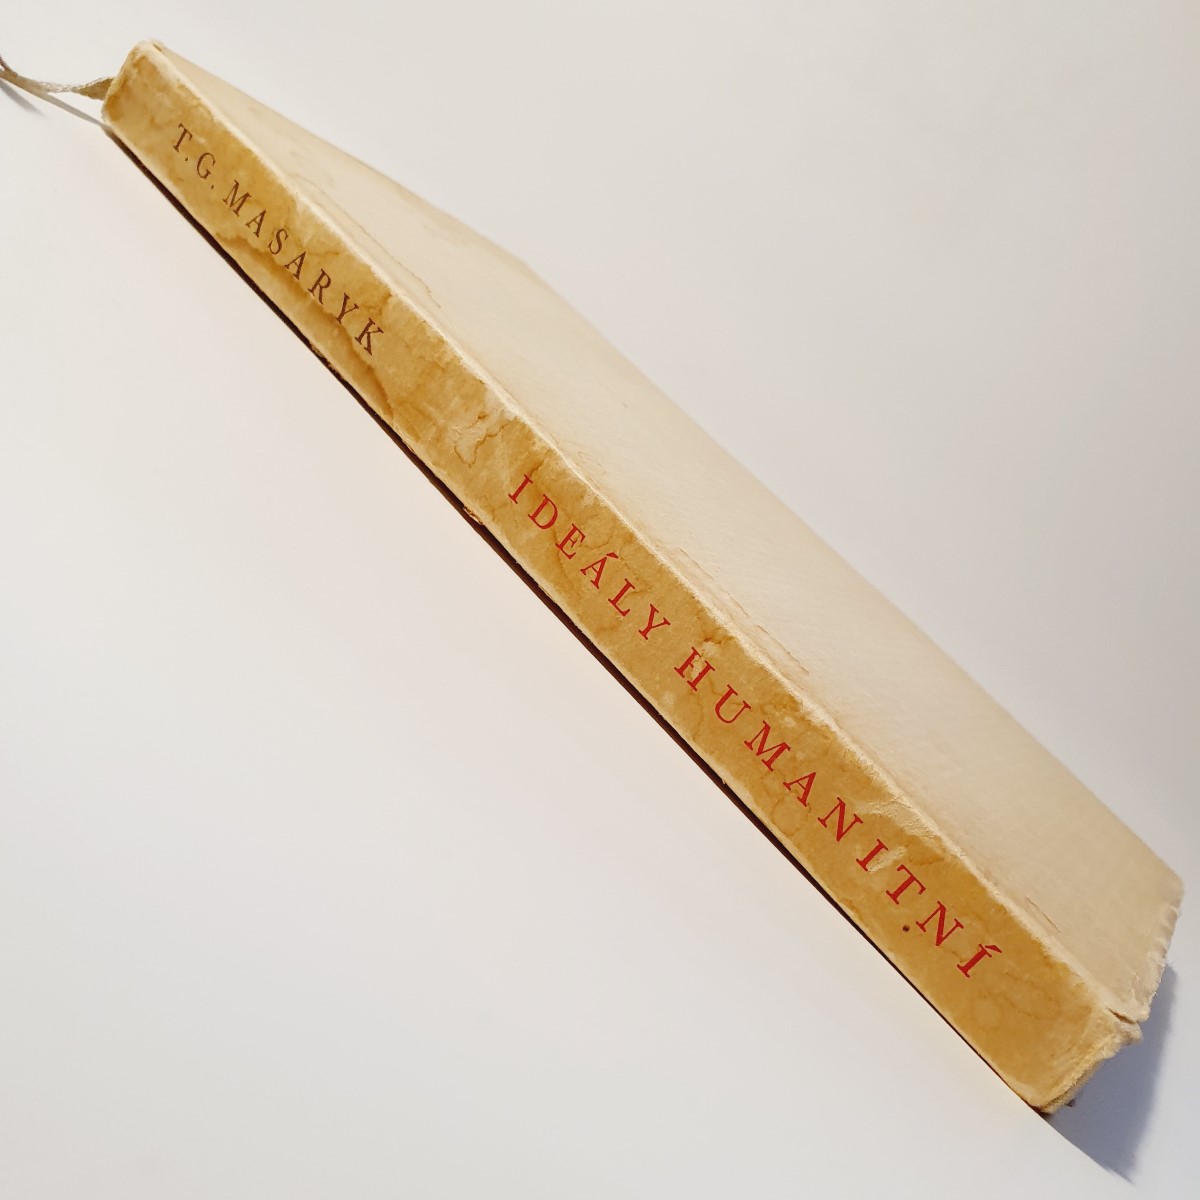 T. G. MASARYK
IDEÁLY HUMANITNÍ